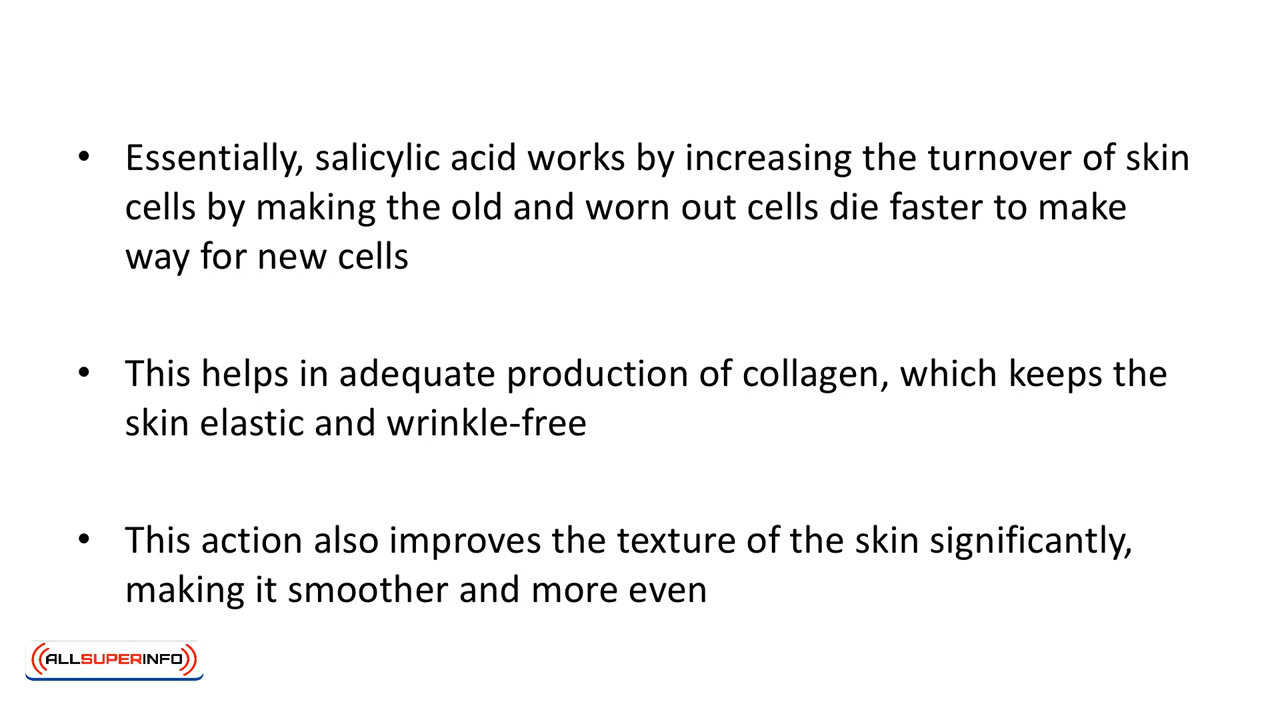 • Essentially, salicylic acid works by increasing the turnover of skin
cells by making the old and worn out cells die faster to make
way for new cells
• This helps in adequate production of collagen, which keeps the
skin elastic and wrinkle-free
• This action also improves the texture of the skin significantly,
making it smoother and more even
ALLSUPERINFO